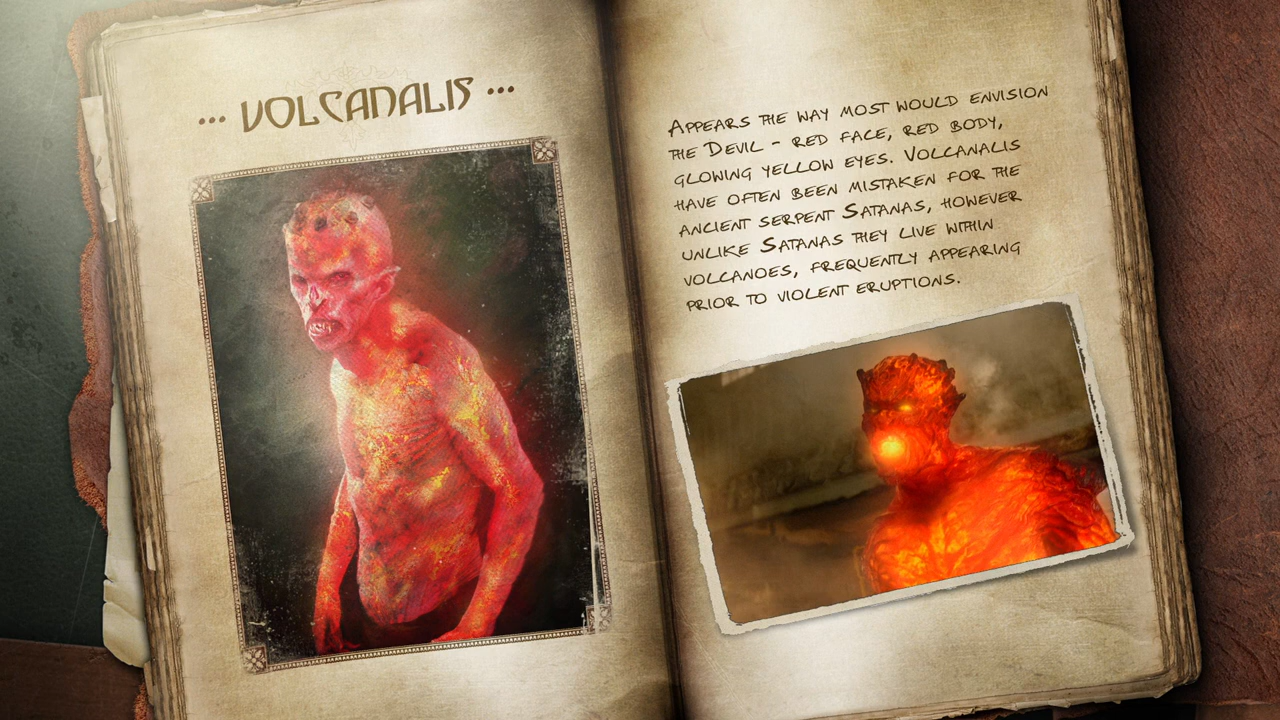 ... VOLCANALIS ...
APPEARS THE WAY MOST WOULD ENVISION
THE DEVIL - RED FACE, RED BODY,
GLOWING YELLOW EYES. VOLCANALIS
HAVE OFTEN BEEN MISTAKEN FOR THE
ANCIENT SERPENT SATANAS, HOWEVER
UNLIKE SATANAS THEY LIVE WITHIN
VOLCANOES, FREQUENTLY APPEARING
PRIOR TO VIOLENT ERUPTIONS.